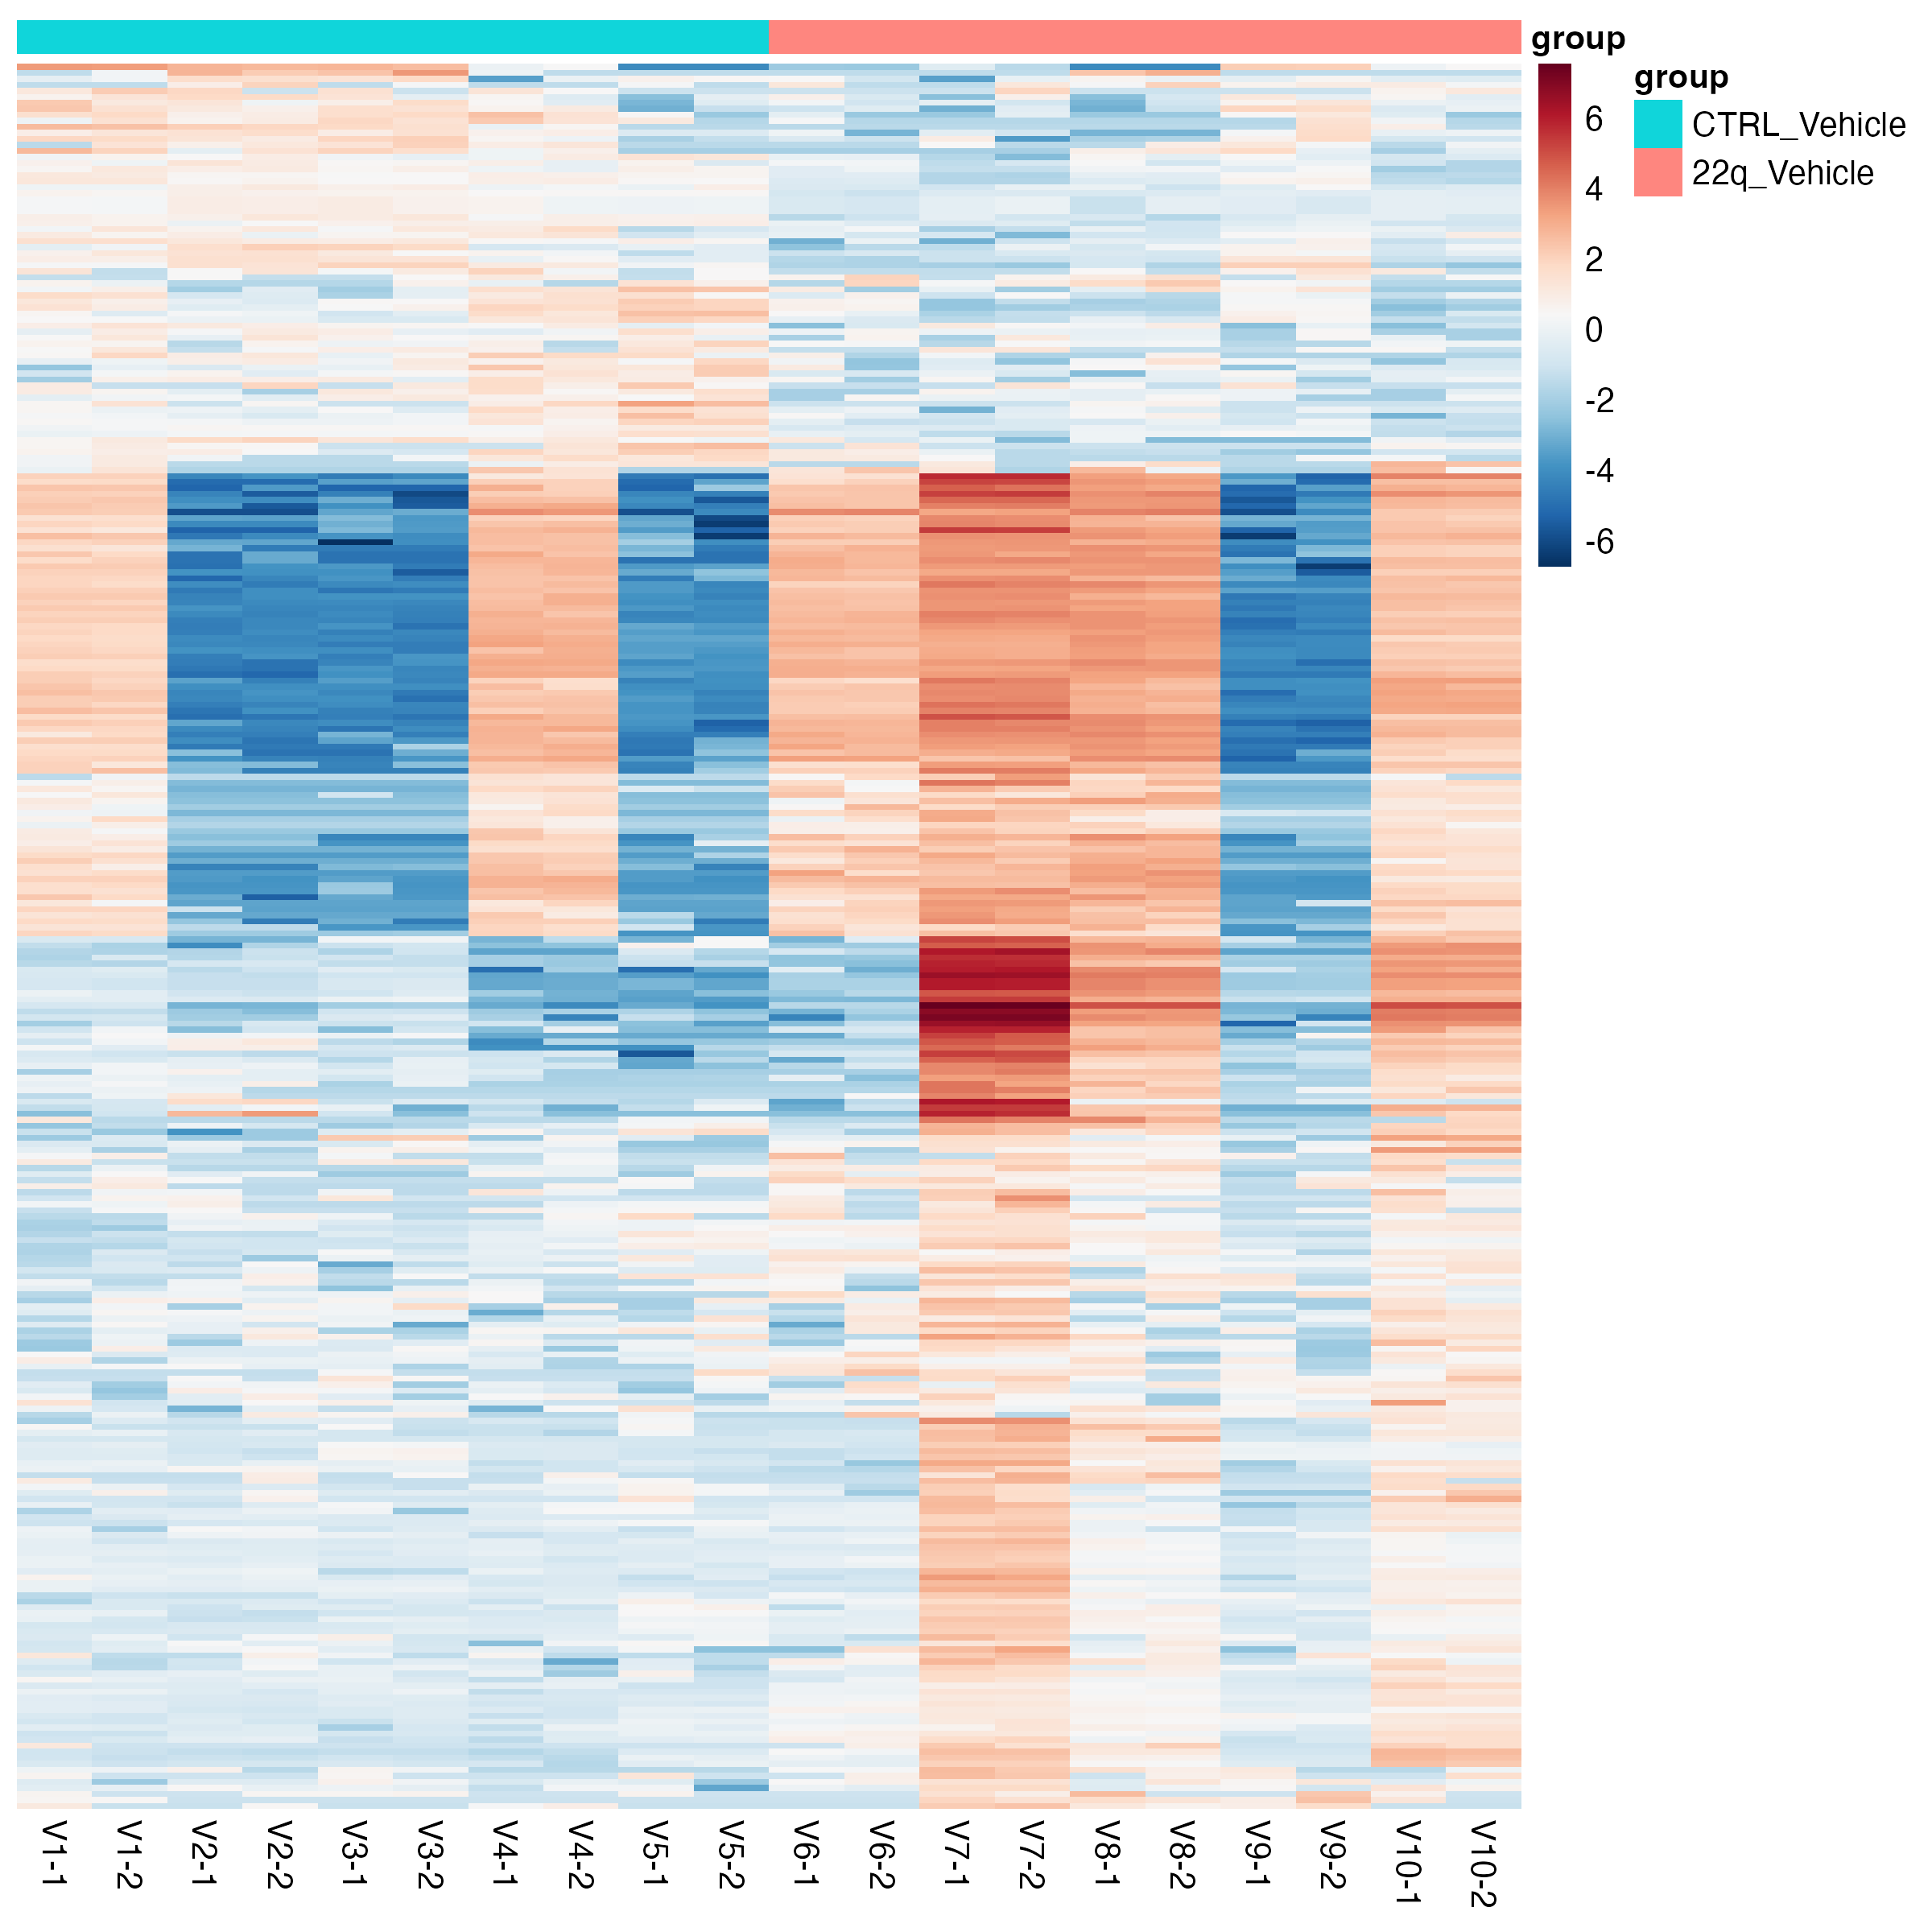 group
6
4
2
0
-2
-4
-6
group
CTRL_Vehicle
22q_Vehicle
V1-1
V1-2
V2-1
V2-2
V3-1
V3-2
V4-1
V4-2
V5-1
V5-2
V6-1
V6-2
V7-1
V7-2
V8-1
V8-2
V9-1
V9-2
V10-1
V10-2